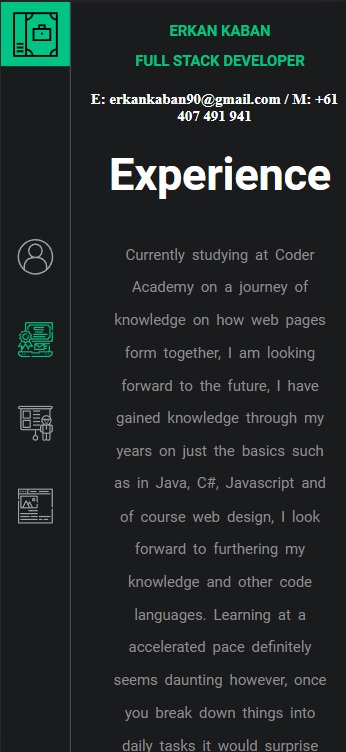 ERKAN KABAN
FULL STACK DEVELOPER
E: erkankaban90@gmail.com / M: +61
407 491 941
Experience
Currently studying at Coder
Academy on a journey of
knowledge on how web pages
form together, I am looking
forward to the future, I have
gained knowledge through my
years on just the basics such
as in Java, C#, Javascript and
of course web design, I look
forward to furthering my
knowledge and other code
languages. Learning at a
accelerated pace definitely
seems daunting however, once
you break down things into
daily tasks it would surprise